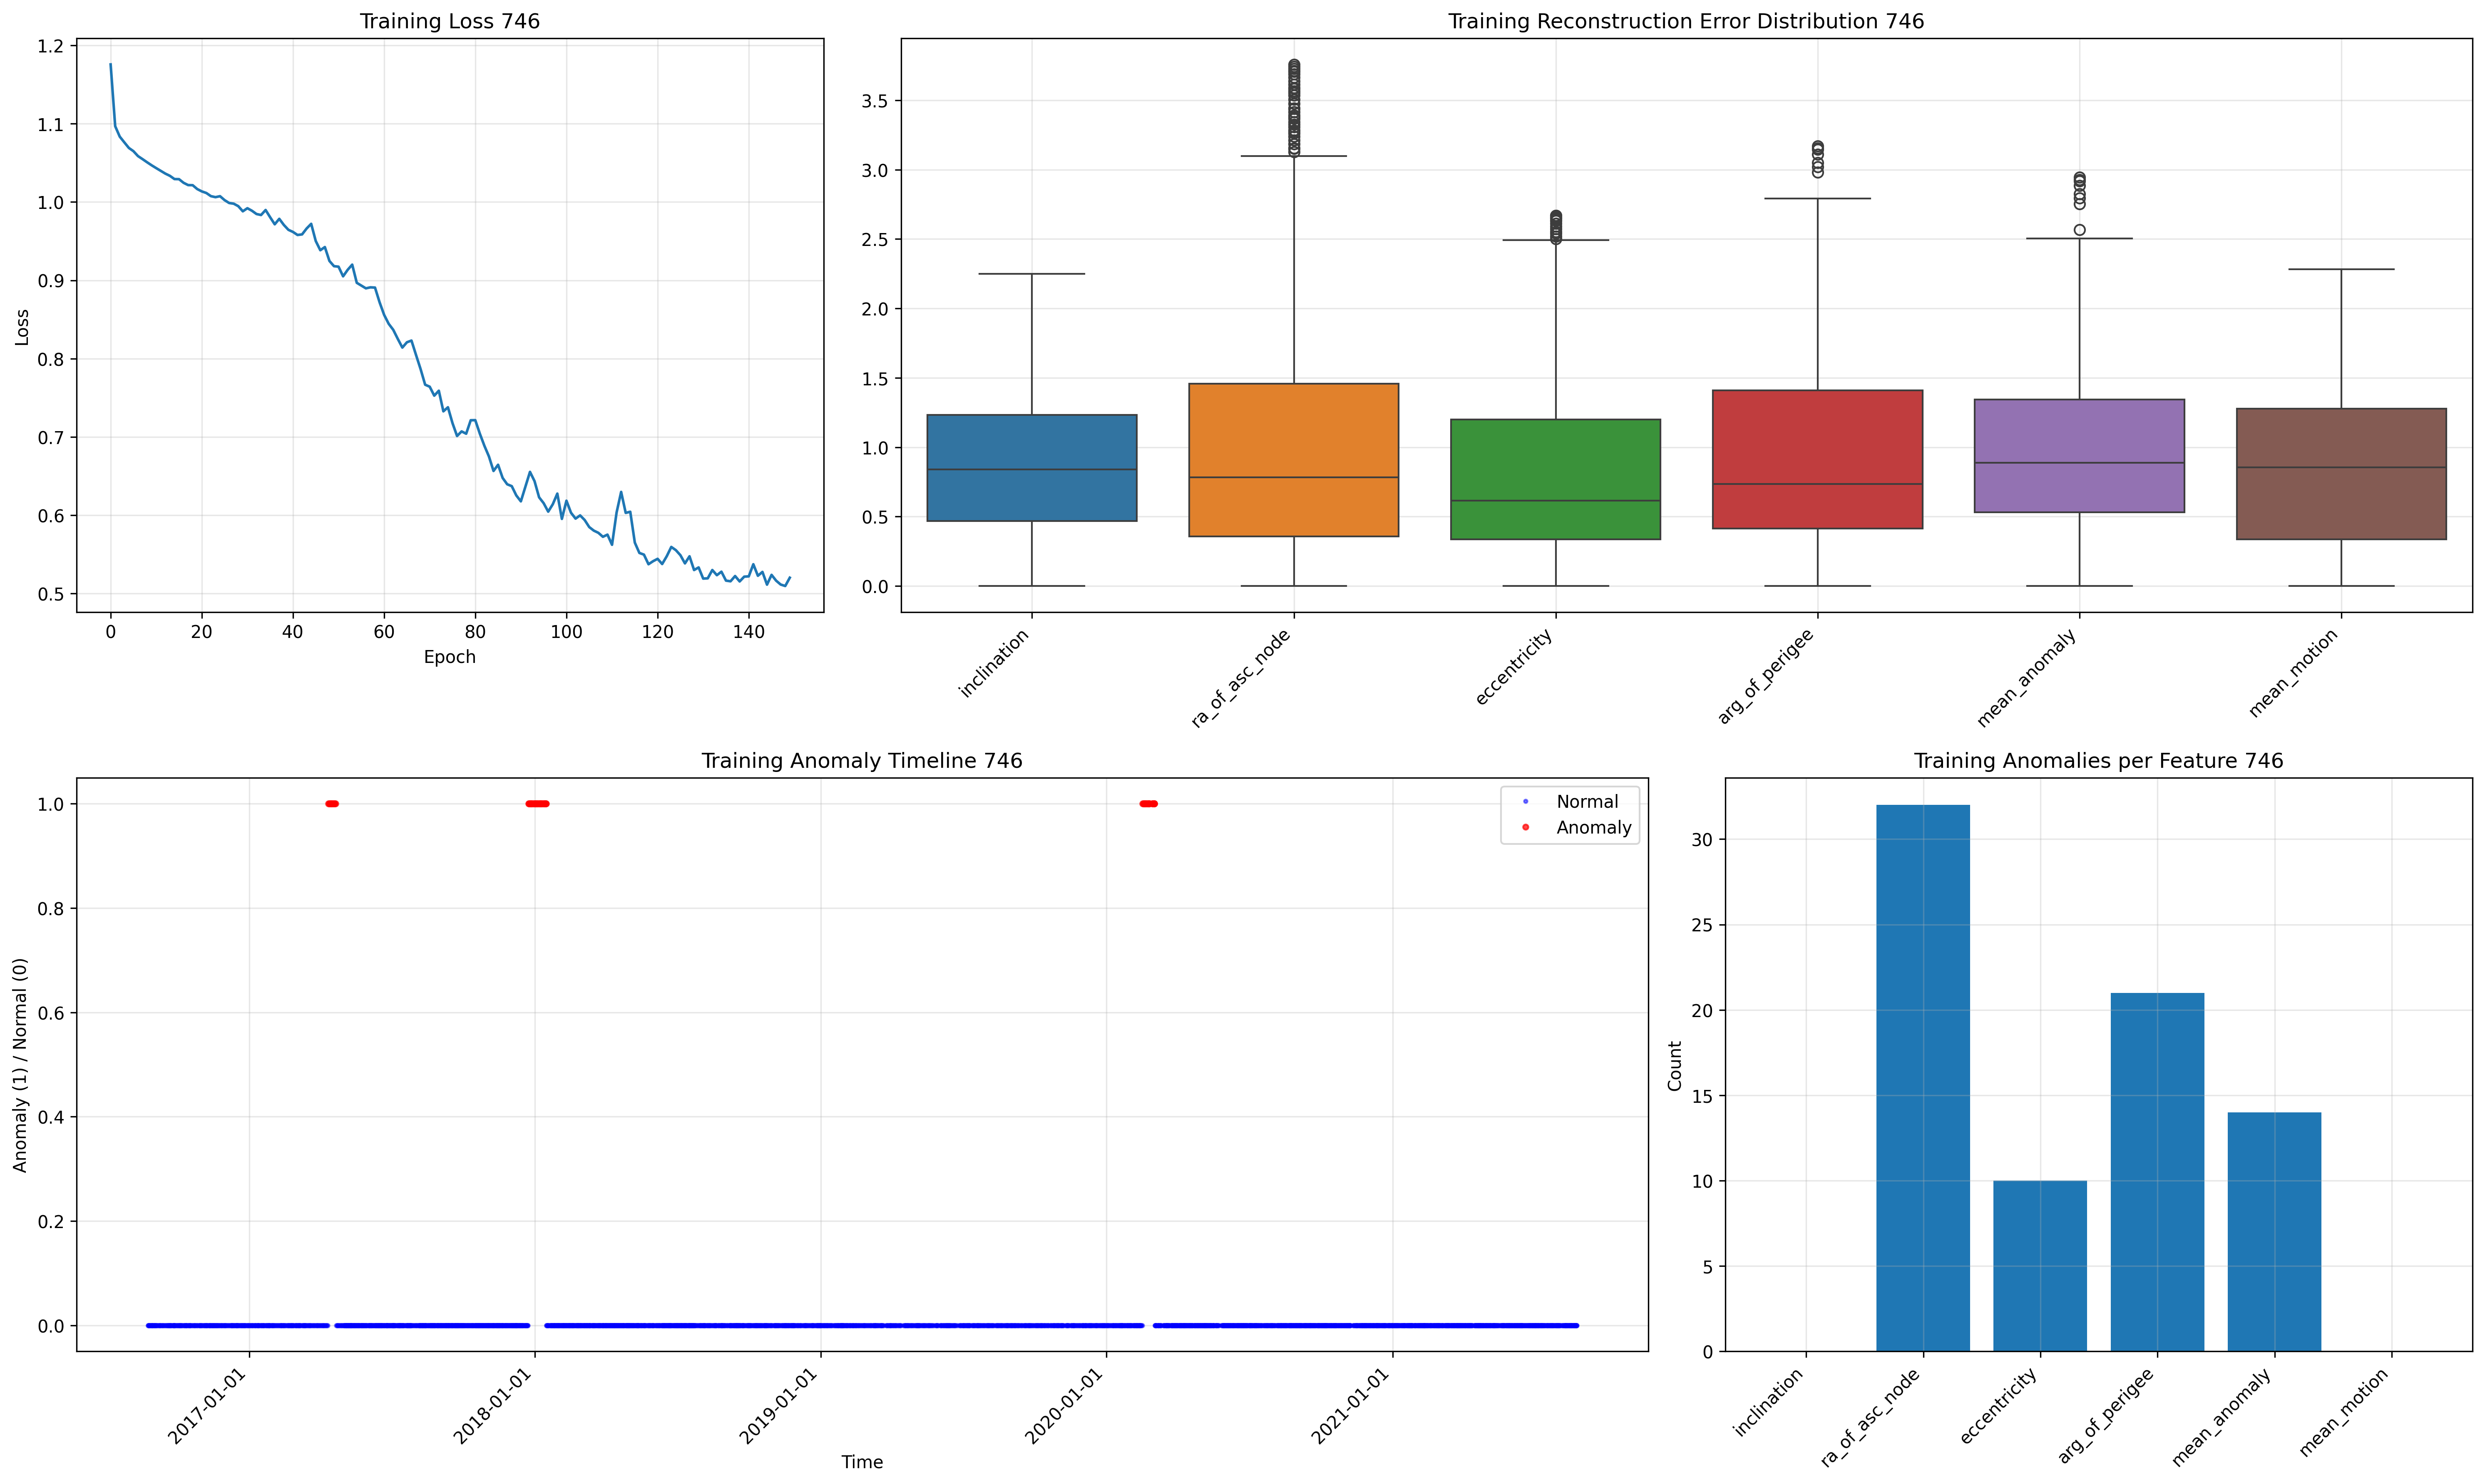 Training Loss 746
1.2
1.1
1.0
0.9
0.8
0.7
0.6
0.5
Loss
0 20 40 60 80 100 120 140
Epoch
Training Reconstruction Error Distribution 746
3.5
3.0
2.5
2.0
1.5
1.0
0.5
0.0
inclination
ra_of_asc_node
eccentricity
arg_of_perigee
mean_anomaly
mean_motion
Training Anomaly Timeline 746
1.0
0.8
0.6
0.4
0.2
0.0
Anomaly (1) / Normal (0)
Normal
Anomaly
2017-01-01
2018-01-01
2019-01-01
2020-01-01
2021-01-01
Time
Training Anomalies per Feature 746
30
25
20
15
10
5
0
Count
inclination
ra_of_asc_node
eccentricity
arg_of_perigee
mean_anomaly
mean_motion